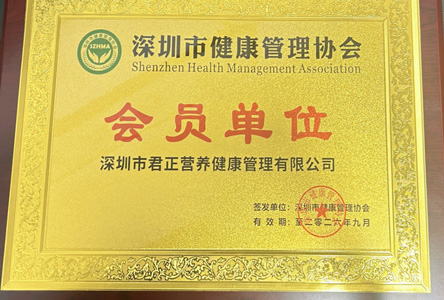 SZHMA
深圳市健康管理协会
Shenzhen Health Management Association
会员单位
深圳市君正营养健康管理有限公司
签发单位：深圳市健康管理协会
有效期：至二零二六年九月